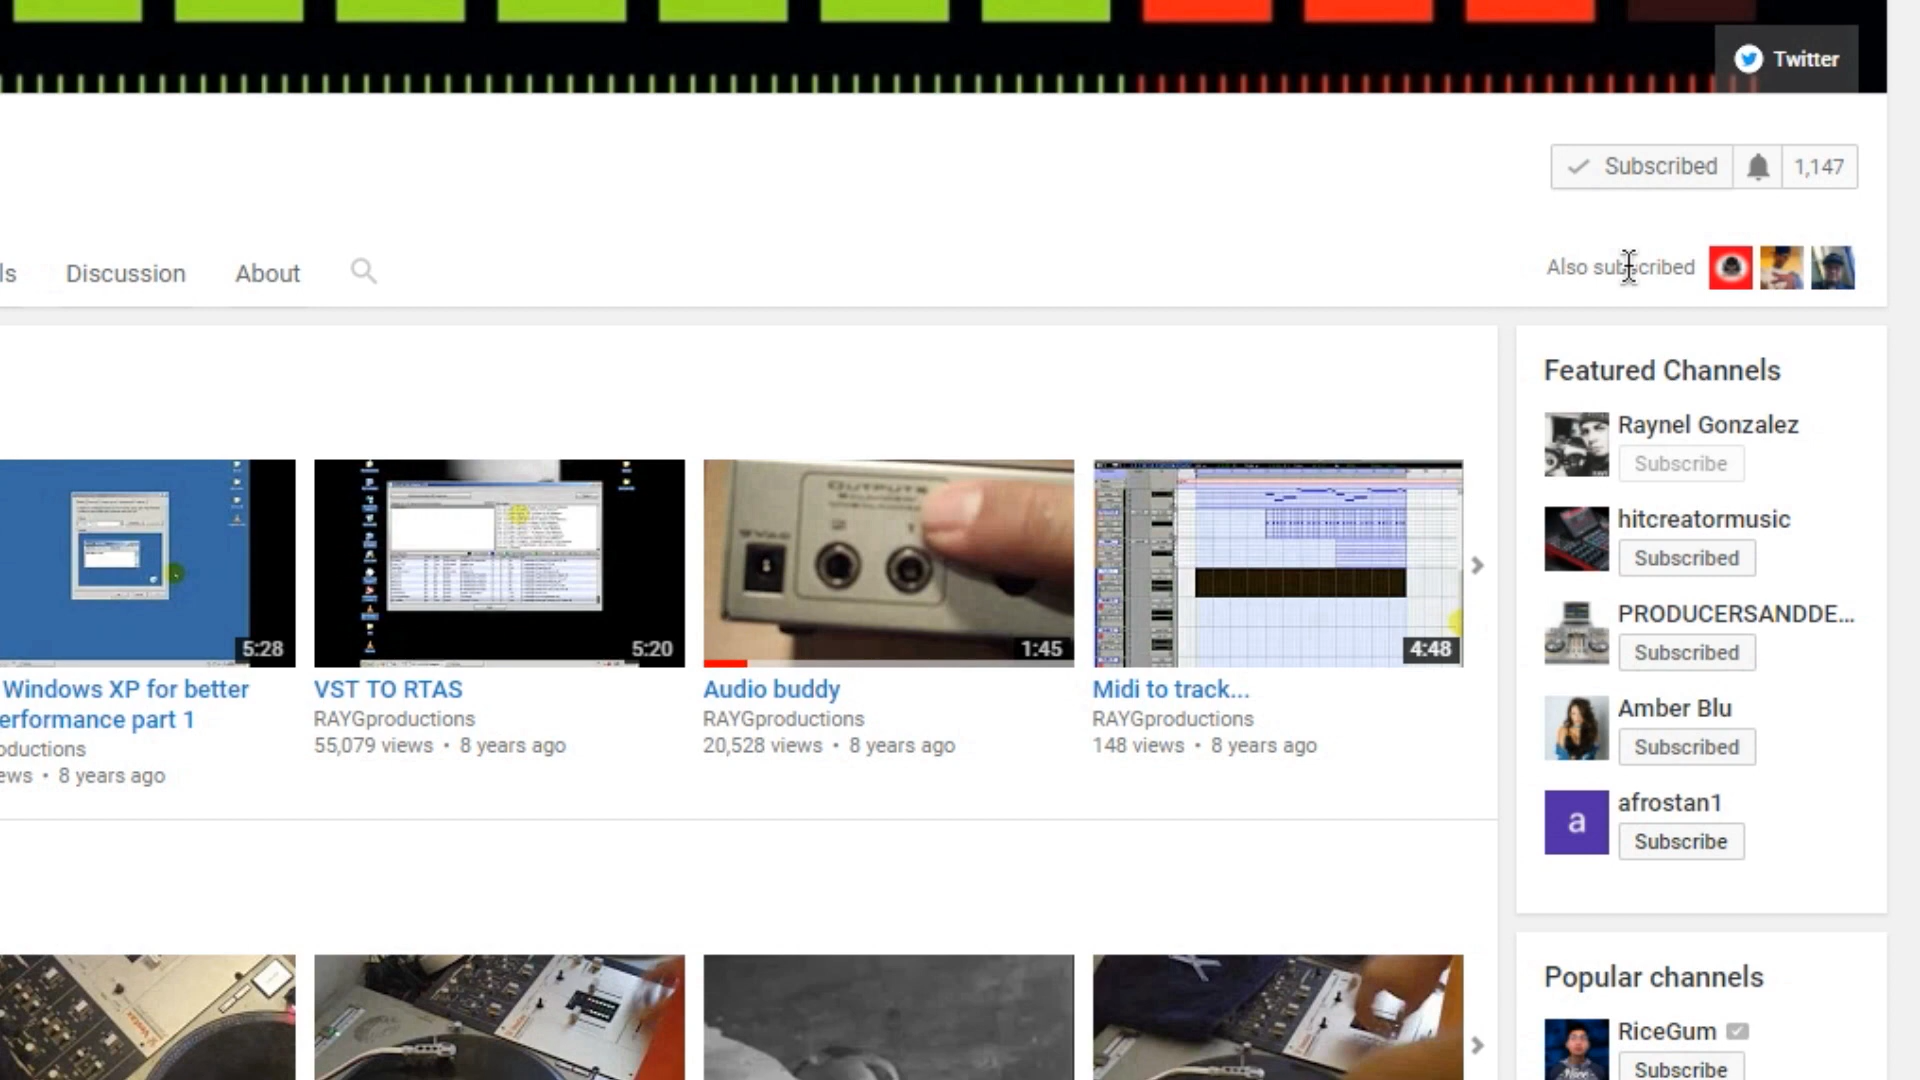 Twitter
Subscribed 1,147
ls Discussion About
Also subscribed
Featured Channels
Raynel Gonzalez
Subscribe
hitcreatormusic
Subscribed
PRODUCERSANDDE...
Subscribed
Amber Blu
Subscribed
a
afrostan1
Subscribe
OUTPUTS
2 1
5:28
5:20
1:45
4:48
Windows XP for better
erformance part 1
oductions
ews • 8 years ago
VST TO RTAS
RAYGproductions
55,079 views • 8 years ago
Audio buddy
RAYGproductions
20,528 views • 8 years ago
Midi to track...
RAYGproductions
148 views • 8 years ago
Popular channels
RiceGum
Subscribe